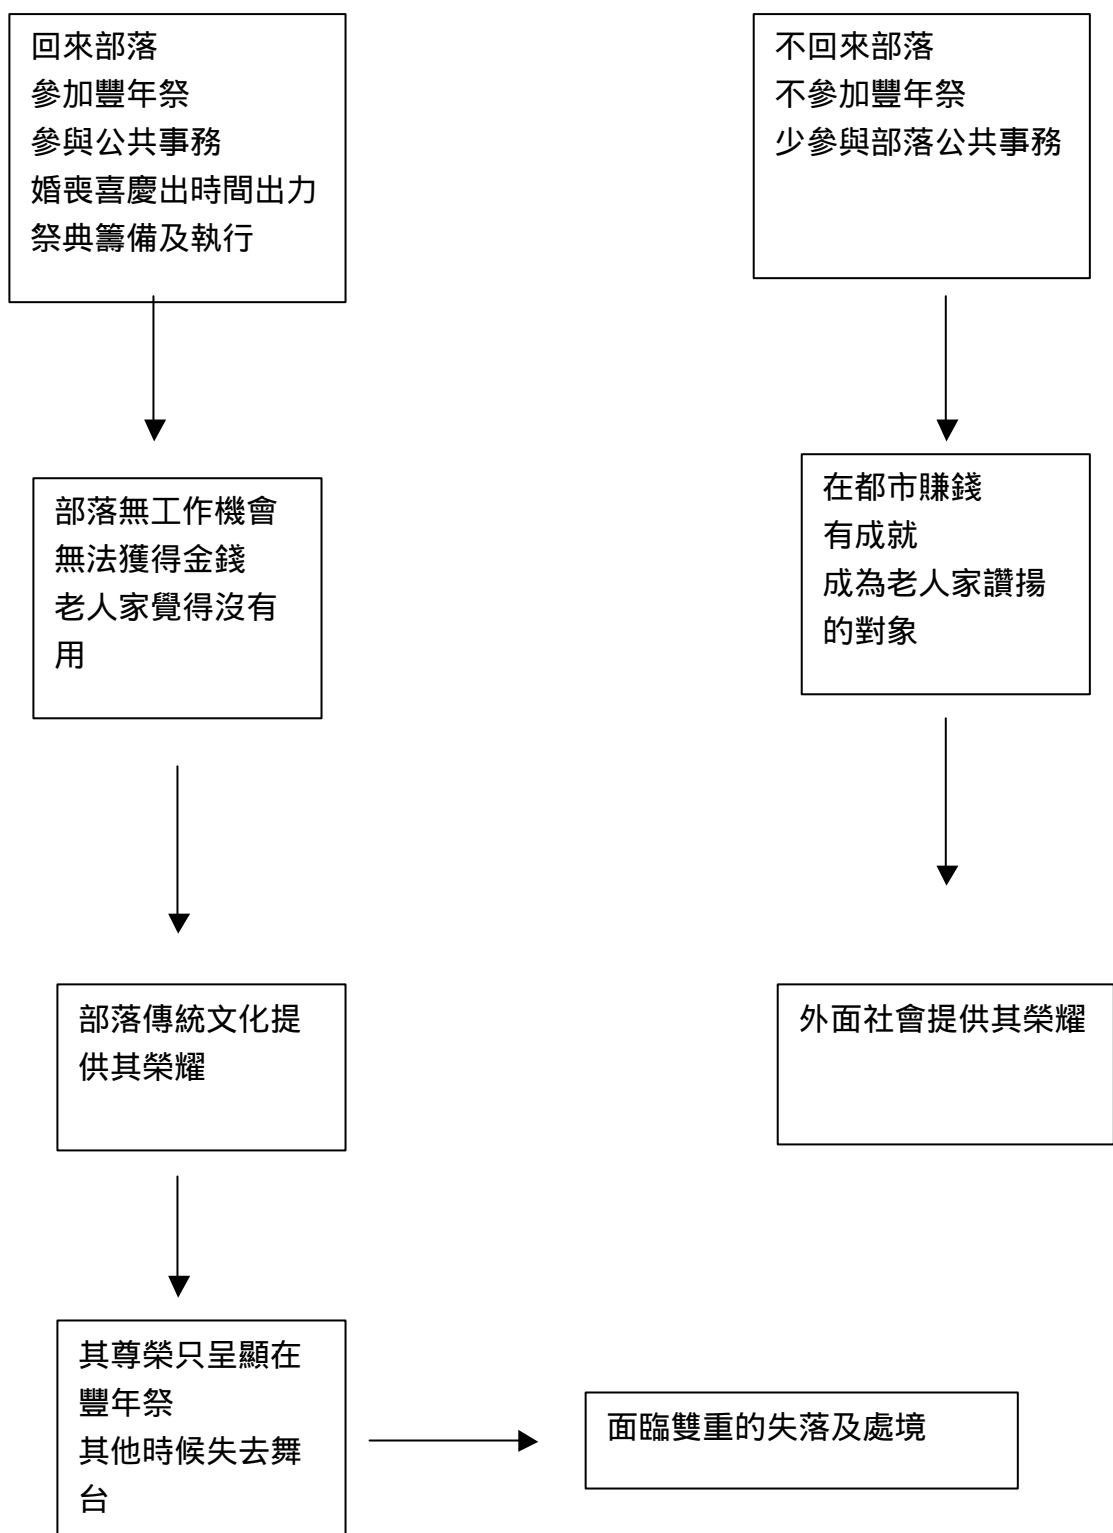 回來部落
參加豐年祭
參與公共事務
婚喪喜慶出時間出力
祭典籌備及執行
不回來部落
不參加豐年祭
少參與部落公共事務
部落無工作機會
無法獲得金錢
老人家覺得沒有
用
在都市賺錢
有成就
成為老人家讚揚
的對象
部落傳統文化提
供其榮耀
外面社會提供其榮耀
其尊榮只呈顯在
豐年祭
其他時候失去舞
台
面臨雙重的失落及處境